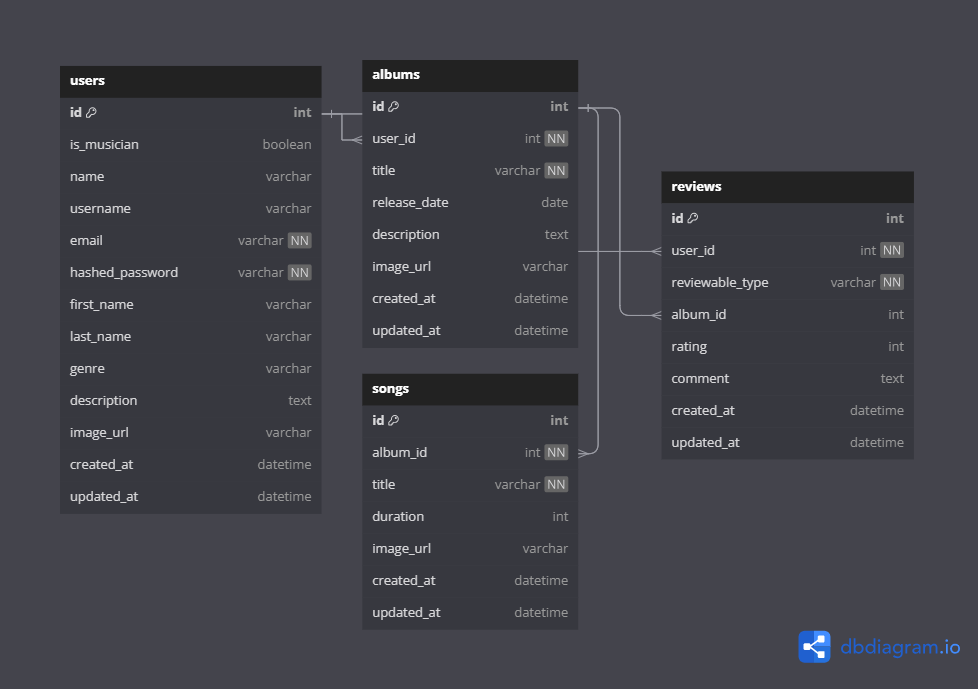 users
id int
is_musician boolean
name varchar
username varchar
email varchar NN
hashed_password varchar NN
first_name varchar
last_name varchar
genre varchar
description text
image_url varchar
created_at datetime
updated_at datetime
albums
id int
user_id int NN
title varchar NN
release_date date
description text
image_url varchar
created_at datetime
updated_at datetime
songs
id int
album_id int NN
title varchar NN
duration int
image_url varchar
created_at datetime
updated_at datetime
reviews
id int
user_id int NN
reviewable_type varchar NN
album_id int
rating int
comment text
created_at datetime
updated_at datetime
dbdiagram.io